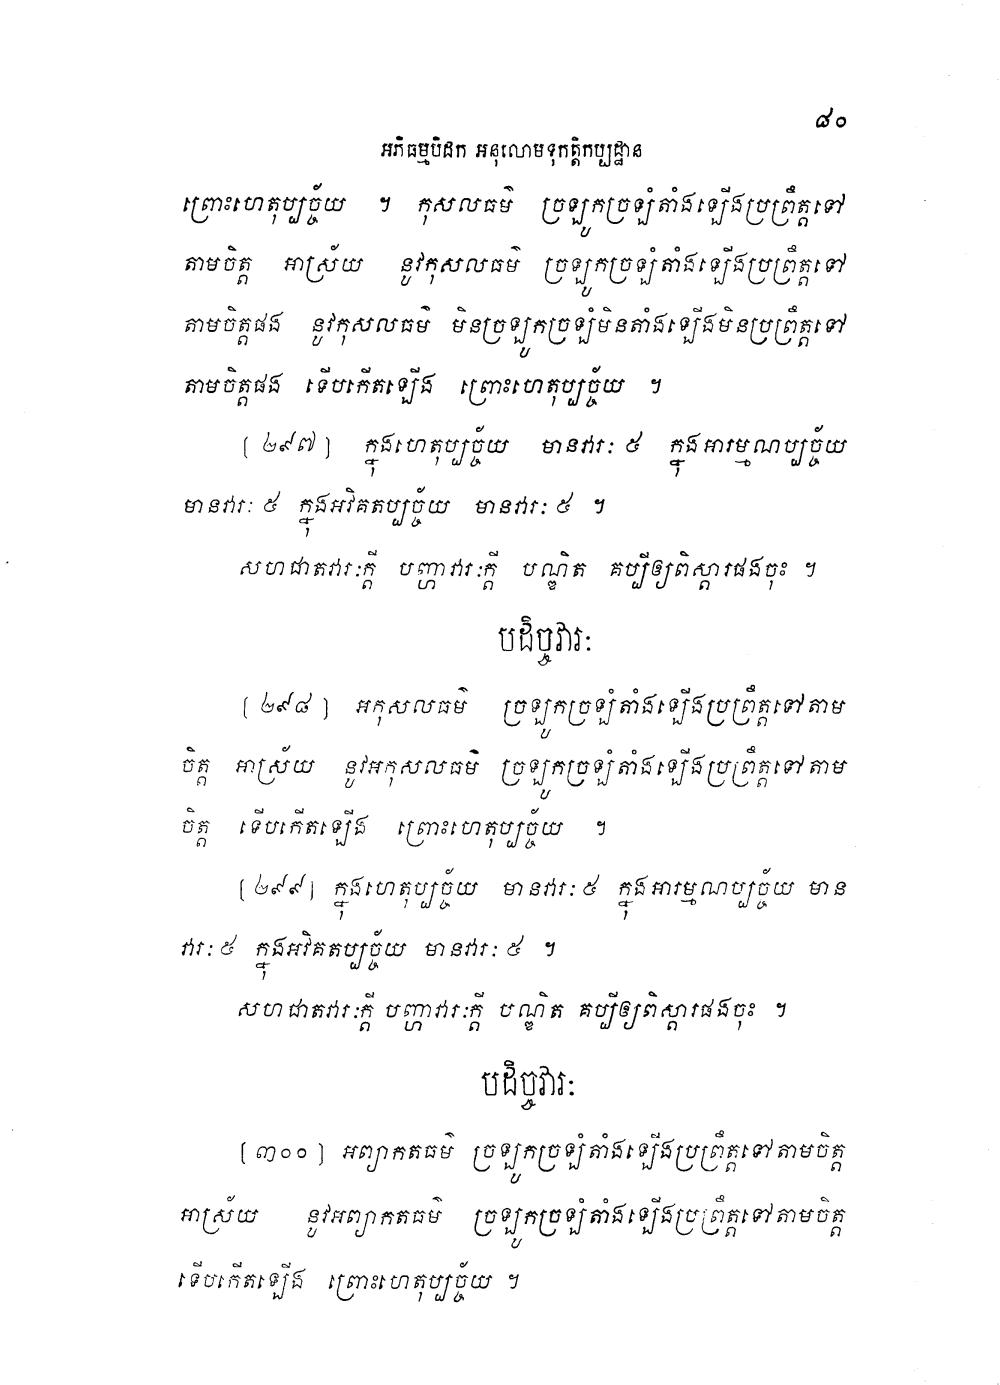 ៨០
អភិធម្មបិដក អនុលោមទុកត្តិកប្បដ្ឋាន
ព្រោះហេតុប្បច្ច័យ ។ កុសលធម៌ ច្រឡូកច្រឡំតាំងឡើងប្រព្រឹត្តទៅ
តាមចិត្ត អាស្រ័យ នូវកុសលធម៌ ច្រឡូកច្រឡំតាំងឡើងប្រព្រឹត្តទៅ
តាមចិត្តផង នូវកុសលធម៌ មិនច្រឡូកច្រឡំមិនតាំងឡើងមិនប្រព្រឹត្តទៅ
តាមចិត្តផង ទើបកើតឡើង ព្រោះហេតុប្បច្ច័យ ។
[២៩៧] ក្នុងហេតុប្បច្ច័យ មានវារៈ ៥ ក្នុងអារម្មណប្បច្ច័យ
មានវារៈ ៥ ក្នុងអវិគតប្បច្ច័យ មានវារៈ ៥ ។
សហជាតវារៈក្តី បញ្ហាវារៈក្តី បណ្ឌិត គប្បីឲ្យពិស្តារផងចុះ ។
បដិច្ចវារៈ
[២៩៨] អកុសលធម៌ ច្រឡូកច្រឡំតាំងឡើងប្រព្រឹត្តទៅតាម
ចិត្ត អាស្រ័យ នូវអកុសលធម៌ ច្រឡូកច្រឡំតាំងឡើងប្រព្រឹត្តទៅតាម
ចិត្ត ទើបកើតឡើង ព្រោះហេតុប្បច្ច័យ ។
[២៩៩] ក្នុងហេតុប្បច្ច័យ មានវារៈ ៥ ក្នុងអារម្មណប្បច្ច័យ មាន
វារៈ ៥ ក្នុងអវិគតប្បច្ច័យ មានវារៈ ៥ ។
សហជាតវារៈក្តី បញ្ហាវារៈក្តី បណ្ឌិត គប្បីឲ្យពិស្តារផងចុះ ។
បដិច្ចវារៈ
[៣០០] អព្យាកតធម៌ ច្រឡូកច្រឡំតាំងឡើងប្រព្រឹត្តទៅតាមចិត្ត
អាស្រ័យ នូវអព្យាកតធម៌ ច្រឡូកច្រឡំតាំងឡើងប្រព្រឹត្តទៅតាមចិត្ត
ទើបកើតឡើង ព្រោះហេតុប្បច្ច័យ ។